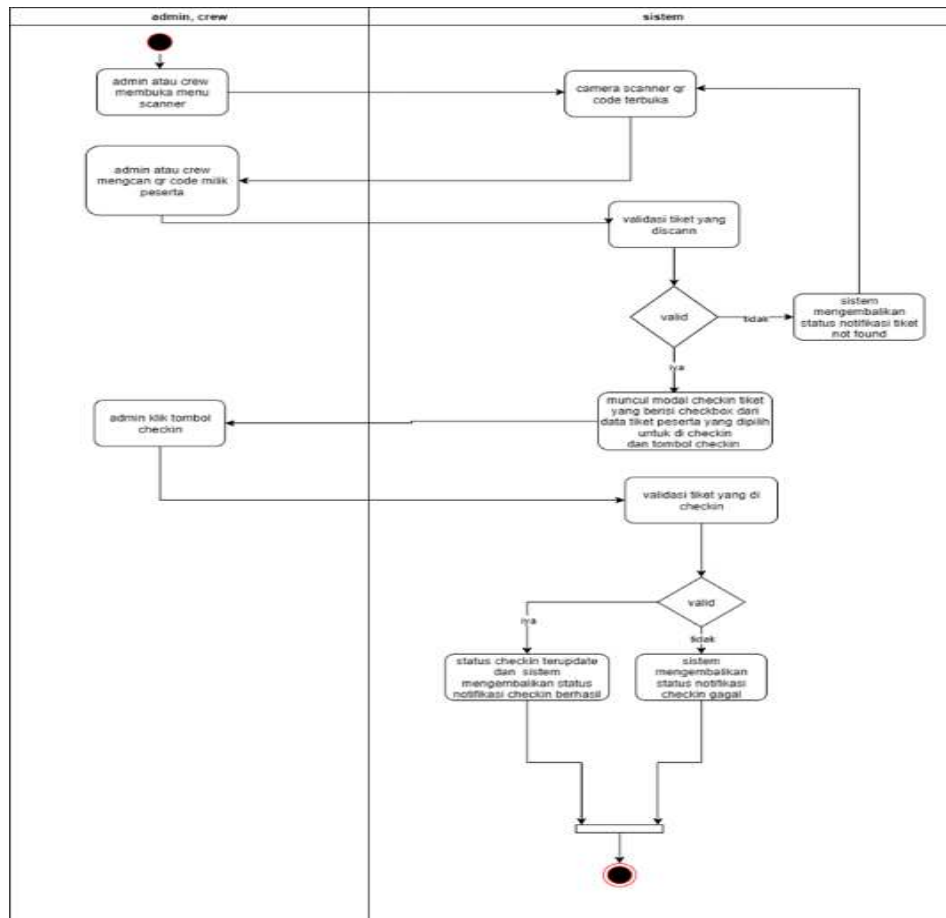 admin, crew
sistem
admin atau crew
membuka menu
scanner
camera scanner qr
code terbuka
admin atau crew
mengcan qr code milik
peserta
validasi tiket yang
discann
valid
tidak
sistem
mengembalikan
status notifikasi tiket
not found
iya
muncul modal checkin tiket
yang berisi checkbox dari
data tiket peserta yang dipilih
untuk di checkin
dan tombol checkin
admin klik tombol
checkin
validasi tiket yang di
checkin
valid
iya
tidak
status checkin terupdate
dan sistem
mengembalikan status
notifikasi checkin berhasil
sistem
mengembalikan
status notifikasi
checkin gagal